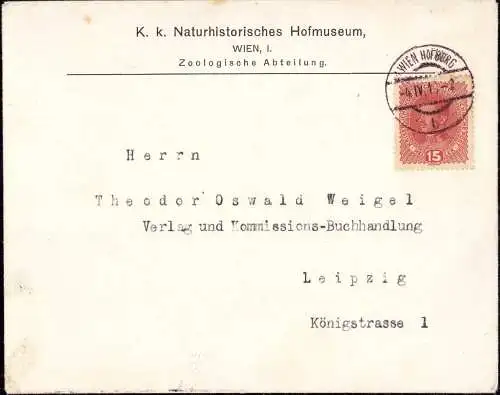 K. k. Naturhistorisches Hofmuseum,
WIEN, I.
Zoologische Abteilung.
WIEN HOFBURG
15
Herrn
Theodor Oswald Weigel
Verlag und Kommissions-Buchhandlung
Leipzig
Königstrasse 1